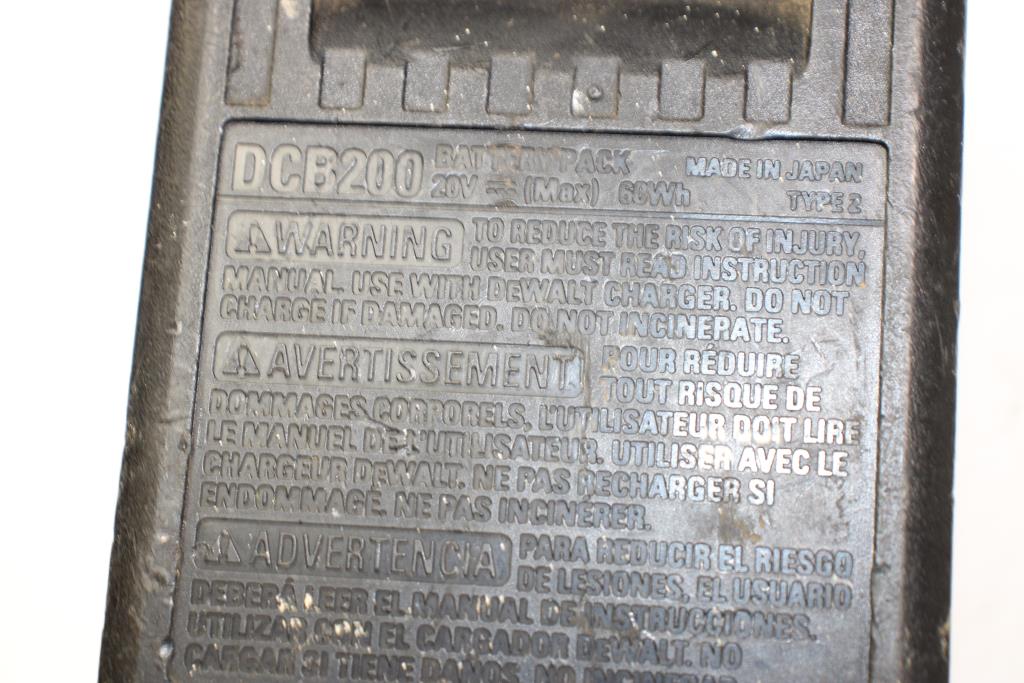 DCB200 BATTERY PACK MADE IN JAPAN
20V ⎓ (Max) 60Wh TYPE 2
WARNING TO REDUCE THE RISK OF INJURY,
USER MUST READ INSTRUCTION
MANUAL. USE WITH DEWALT CHARGER. DO NOT
CHARGE IF DAMAGED. DO NOT INCINERATE.
AVERTISSEMENT POUR RÉDUIRE
TOUT RISQUE DE
DOMMAGES CORPORELS, L'UTILISATEUR DOIT LIRE
LE MANUEL DE L'UTILISATEUR. UTILISER AVEC LE
CHARGEUR DEWALT. NE PAS RECHARGER SI
ENDOMMAGÉ. NE PAS INCINÉRER.
ADVERTENCIA PARA REDUCIR EL RIESGO
DE LESIONES, EL USUARIO
DEBERÁ LEER EL MANUAL DE INSTRUCCIONES.
UTILIZAR CON EL CARGADOR DEWALT. NO
CARGAR SI TIENE DAÑOS. NO INCINERAR